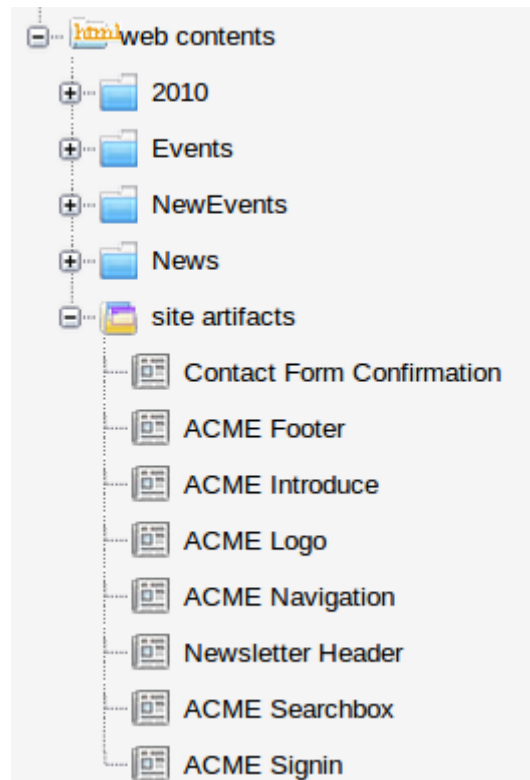 html web contents
2010
Events
NewEvents
News
site artifacts
Contact Form Confirmation
ACME Footer
ACME Introduce
ACME Logo
ACME Navigation
Newsletter Header
ACME Searchbox
ACME Signin